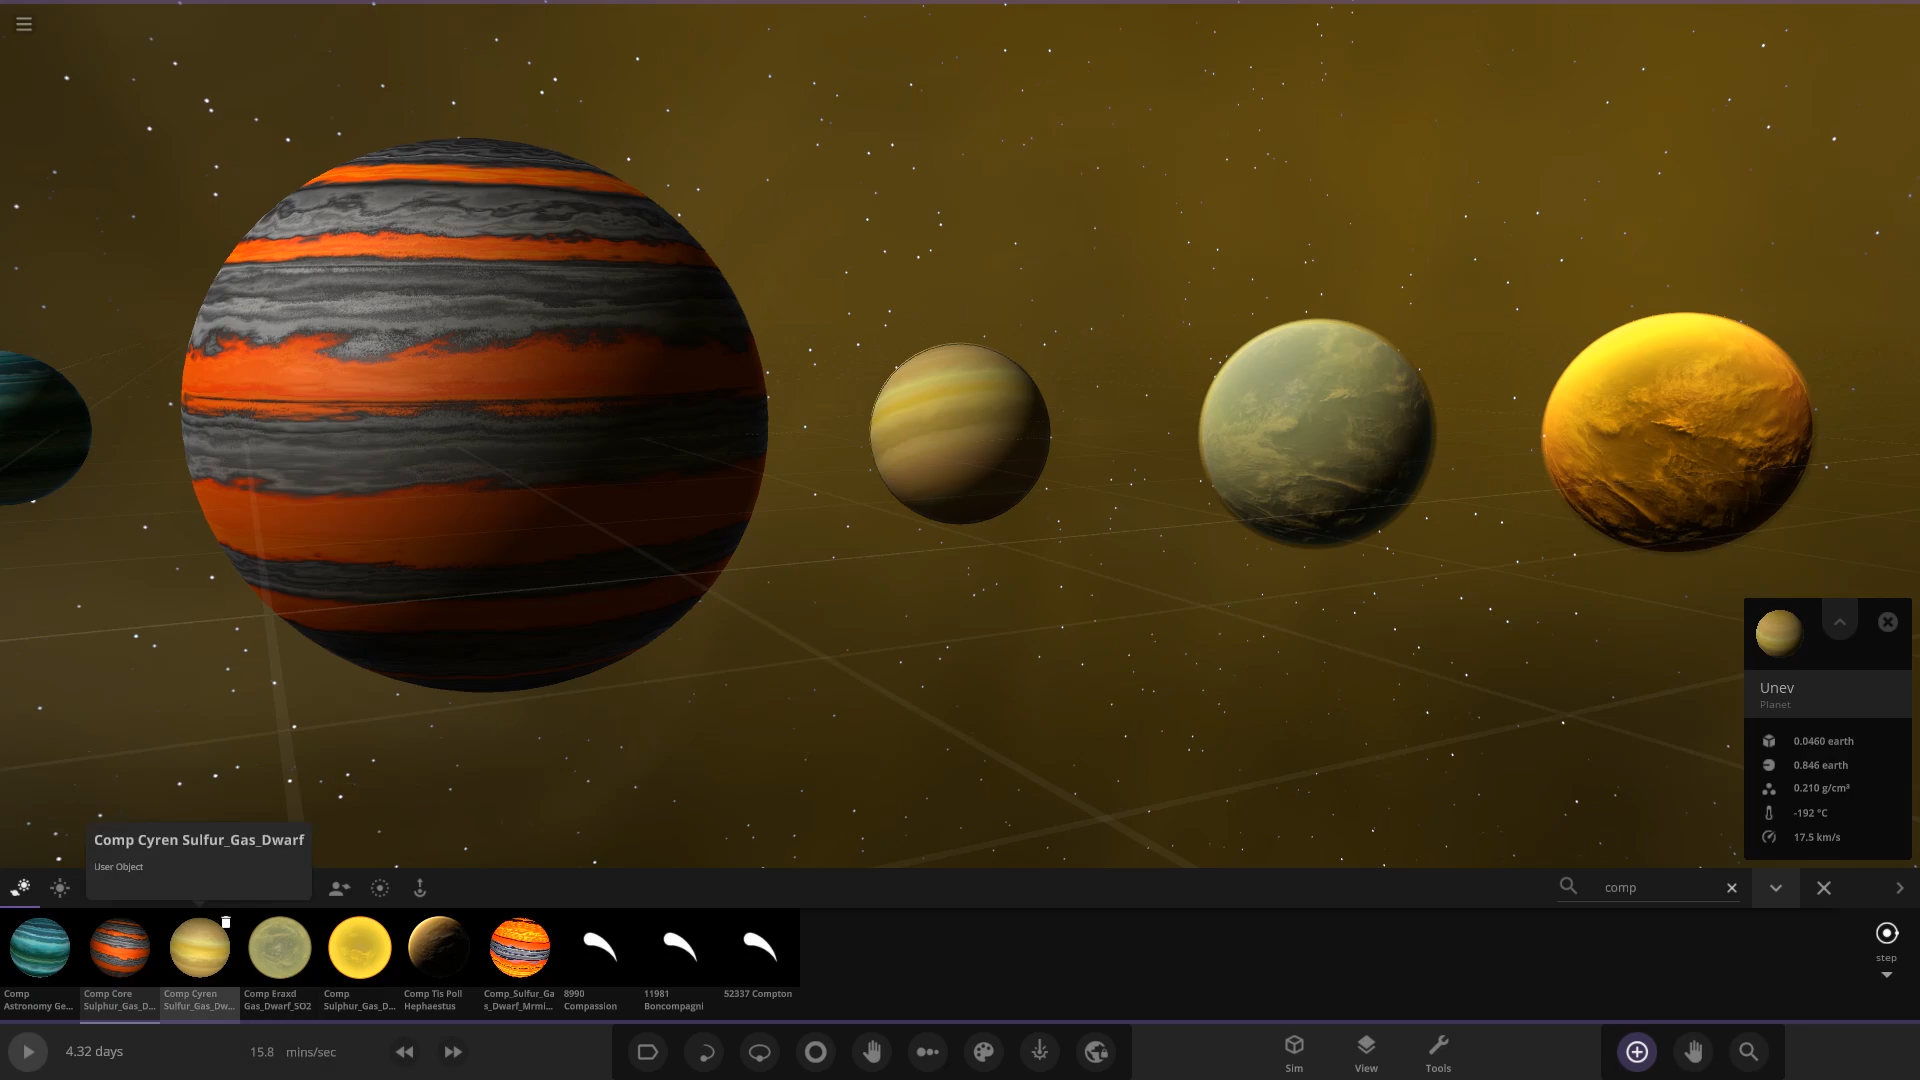 Unev
Planet
0.0460 earth
0.846 earth
0.210 g/cm³
-192 °C
17.5 km/s
Comp Cyren Sulfur_Gas_Dwarf
User Object
comp
Comp
Astronomy Ge...
Comp Core
Sulphur_Gas_D...
Comp Cyren
Sulfur_Gas_Dw...
Comp Eraxd
Gas_Dwarf_SO2
Comp
Sulphur_Gas_D...
Comp Tis Poll
Hephaestus
Comp_Sulfur_Ga
s_Dwarf_Mrmi...
8990
Compassion
11981
Boncompagni
52337 Compton
step
4.32 days
15.8 mins/sec
Sim
View
Tools